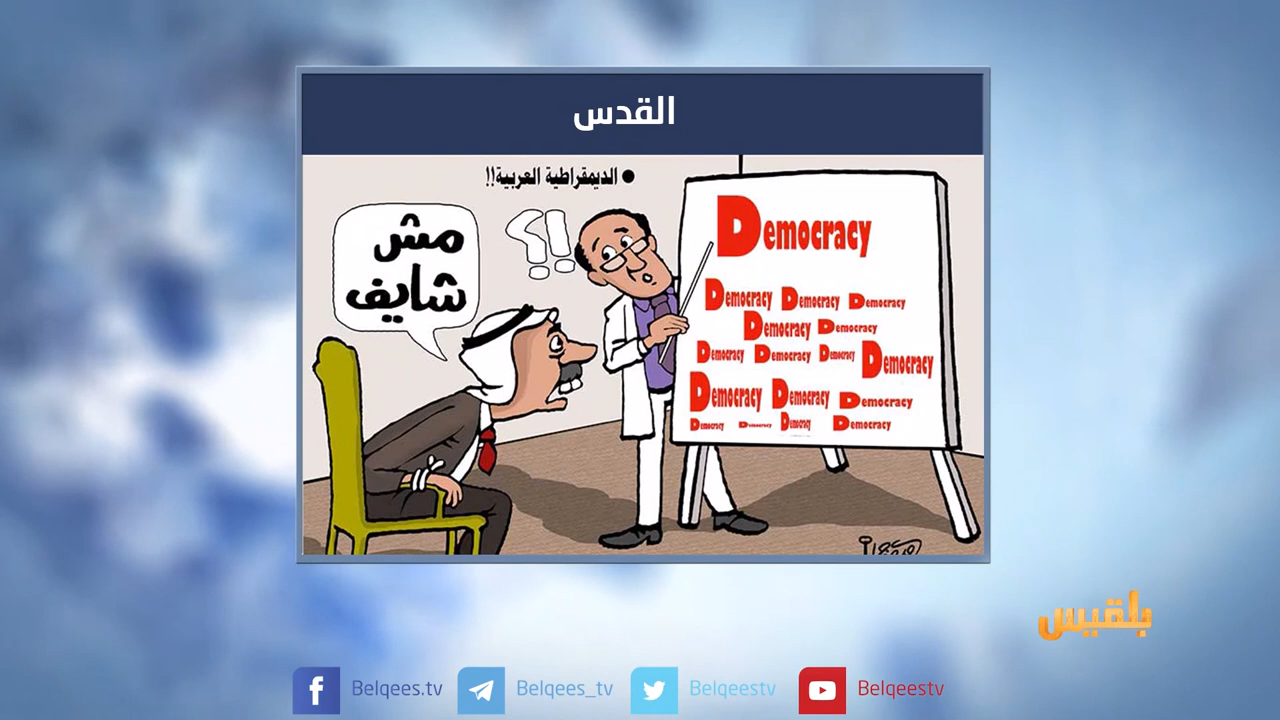 القدس
● الديمقراطية العربية!!
؟!
مش
شايف
Democracy
Democracy Democracy Democracy
Democracy Democracy
Democracy Democracy Democracy Democracy
Democracy Democracy Democracy
Democracy Democracy Democracy Democracy
بلقيس
Belqees.tv Belqees_tv Belqeestv Belqeestv